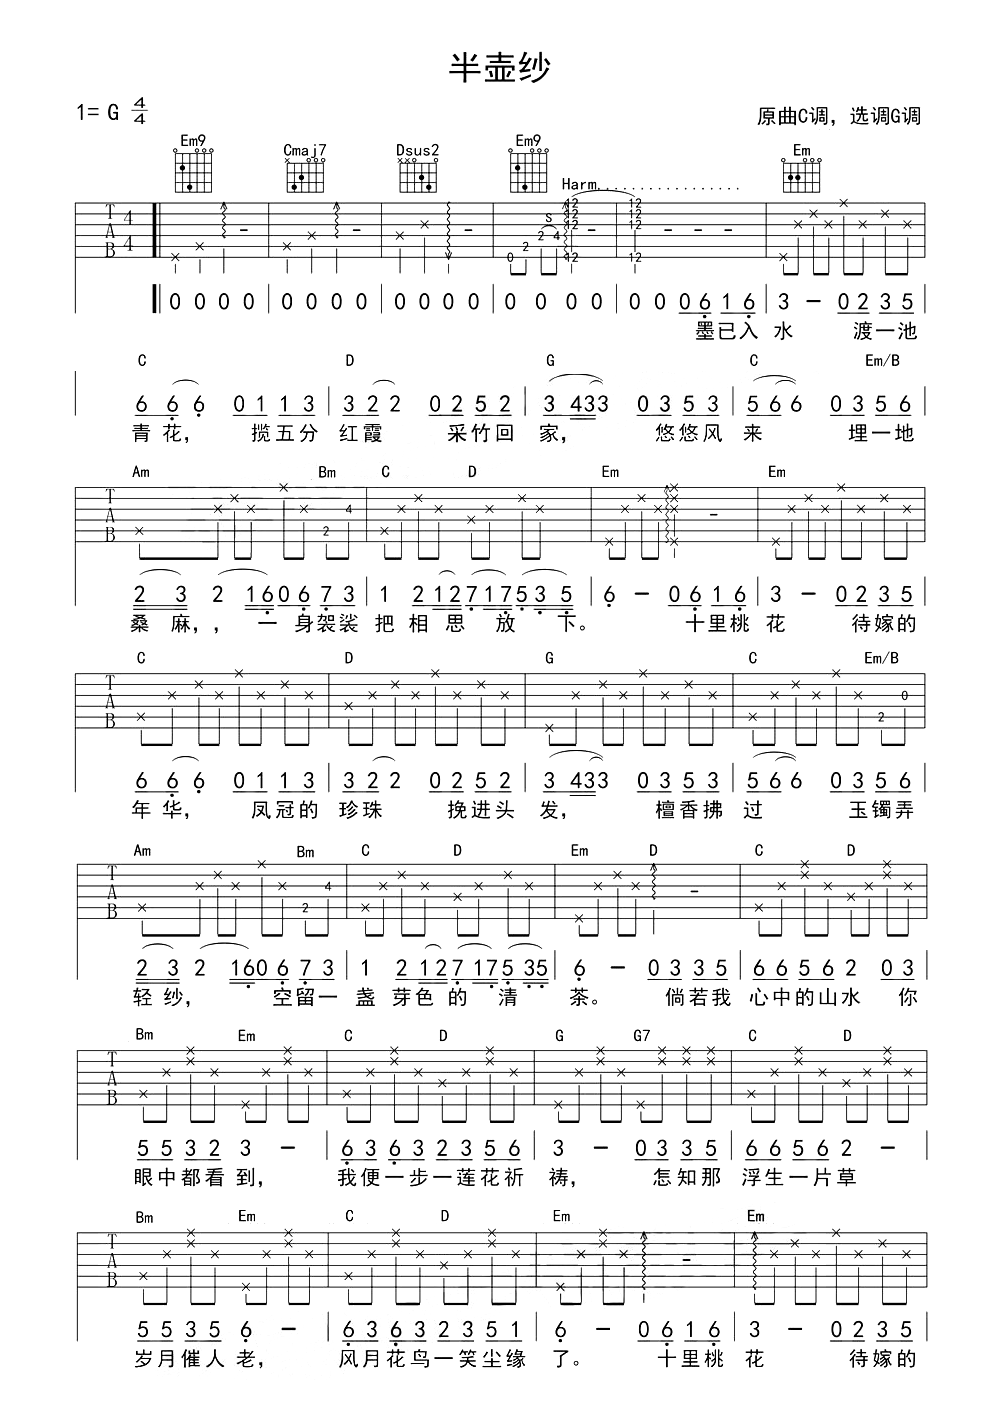 半壶纱
1= G 4/4
原曲C调，选调G调
Em9 Cmaj7 Dsus2 Em9 Em
Harm................
T A B 4 4 - - - 0 2 2 S 4 12 12 12 12 12 12 12 12 - - -
0 0 0 0 0 0 0 0 0 0 0 0 0 0 0 0 0 0 0 6 1 6 3 - 0 2 3 5
墨已入 水 渡一池
C D G C Em/B
6 6 6 0 1 1 3 3 2 2 0 2 5 2 3 4 3 3 0 3 5 3 5 6 6 0 3 5 6
青花， 揽五分 红霞 采竹回 家， 悠悠风 来 埋一地
Am Bm C D Em Em
T A B 2 4 -
2 3 2 1 6 0 6 7 3 1 2 1 2 7 1 7 5 3 5 6 - 0 6 1 6 3 - 0 2 3 5
桑 麻，， 一 身袈裟 把 相 思 放 下。 十里桃 花 待嫁的
C D G C Em/B
T A B 2 0
6 6 6 0 1 1 3 3 2 2 0 2 5 2 3 4 3 3 0 3 5 3 5 6 6 0 3 5 6
年华， 凤冠的 珍珠 挽进头 发， 檀香拂 过 玉镯弄
Am Bm C D Em D C D
T A B 2 4 -
2 3 2 1 6 0 6 7 3 1 2 1 2 7 1 7 5 3 5 6 - 0 3 3 5 6 6 5 6 2 0 3
轻纱， 空留一 盏 芽色 的 清 茶。 倘若我 心中的山水 你
Bm Em C D G G7 C D
T A B
5 5 3 2 3 - 6 3 6 3 2 3 5 6 3 - 0 3 3 5 6 6 5 6 2 -
眼中都看到， 我便一步一莲花祈 祷， 怎知那 浮生一片草
Bm Em C D Em Em
T A B - -
5 5 3 5 6 - 6 3 6 3 2 3 5 1 6 - 0 6 1 6 3 - 0 2 3 5
岁月催人老， 风月花鸟一笑尘缘 了。 十里桃 花 待嫁的